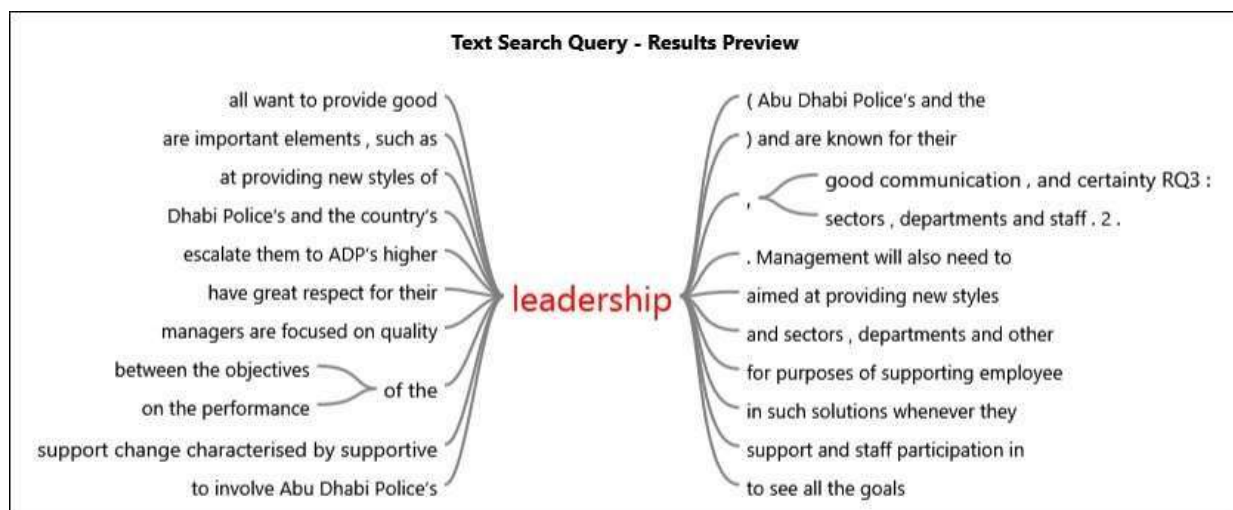 Text Search Query - Results Preview
all want to provide good
are important elements , such as
at providing new styles of
Dhabi Police's and the country's
escalate them to ADP's higher
have great respect for their
managers are focused on quality
between the objectives
on the performance
of the
support change characterised by supportive
to involve Abu Dhabi Police's
leadership
( Abu Dhabi Police's and the
) and are known for their
,
good communication , and certainty RQ3 :
sectors , departments and staff . 2 .
. Management will also need to
aimed at providing new styles
and sectors , departments and other
for purposes of supporting employee
in such solutions whenever they
support and staff participation in
to see all the goals